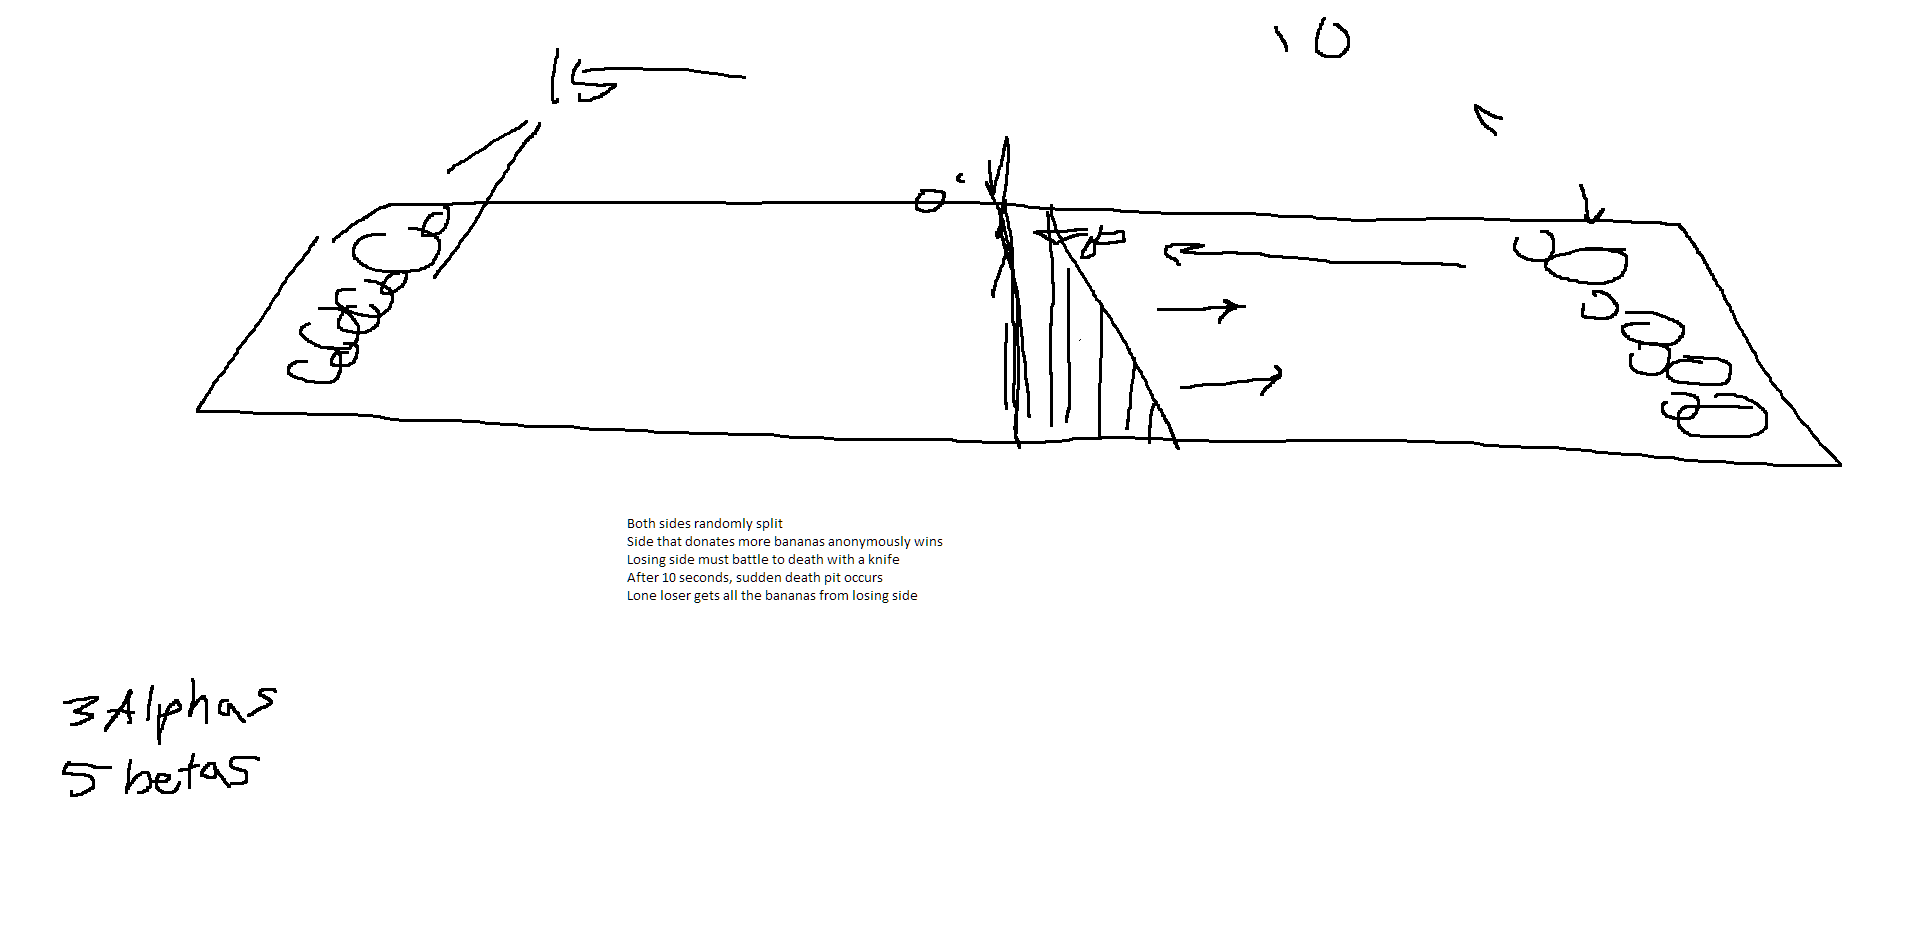 15
10
Both sides randomly split
Side that donates more bananas anonymously wins
Losing side must battle to death with a knife
After 10 seconds, sudden death pit occurs
Lone loser gets all the bananas from losing side
3 Alphas
5 betas